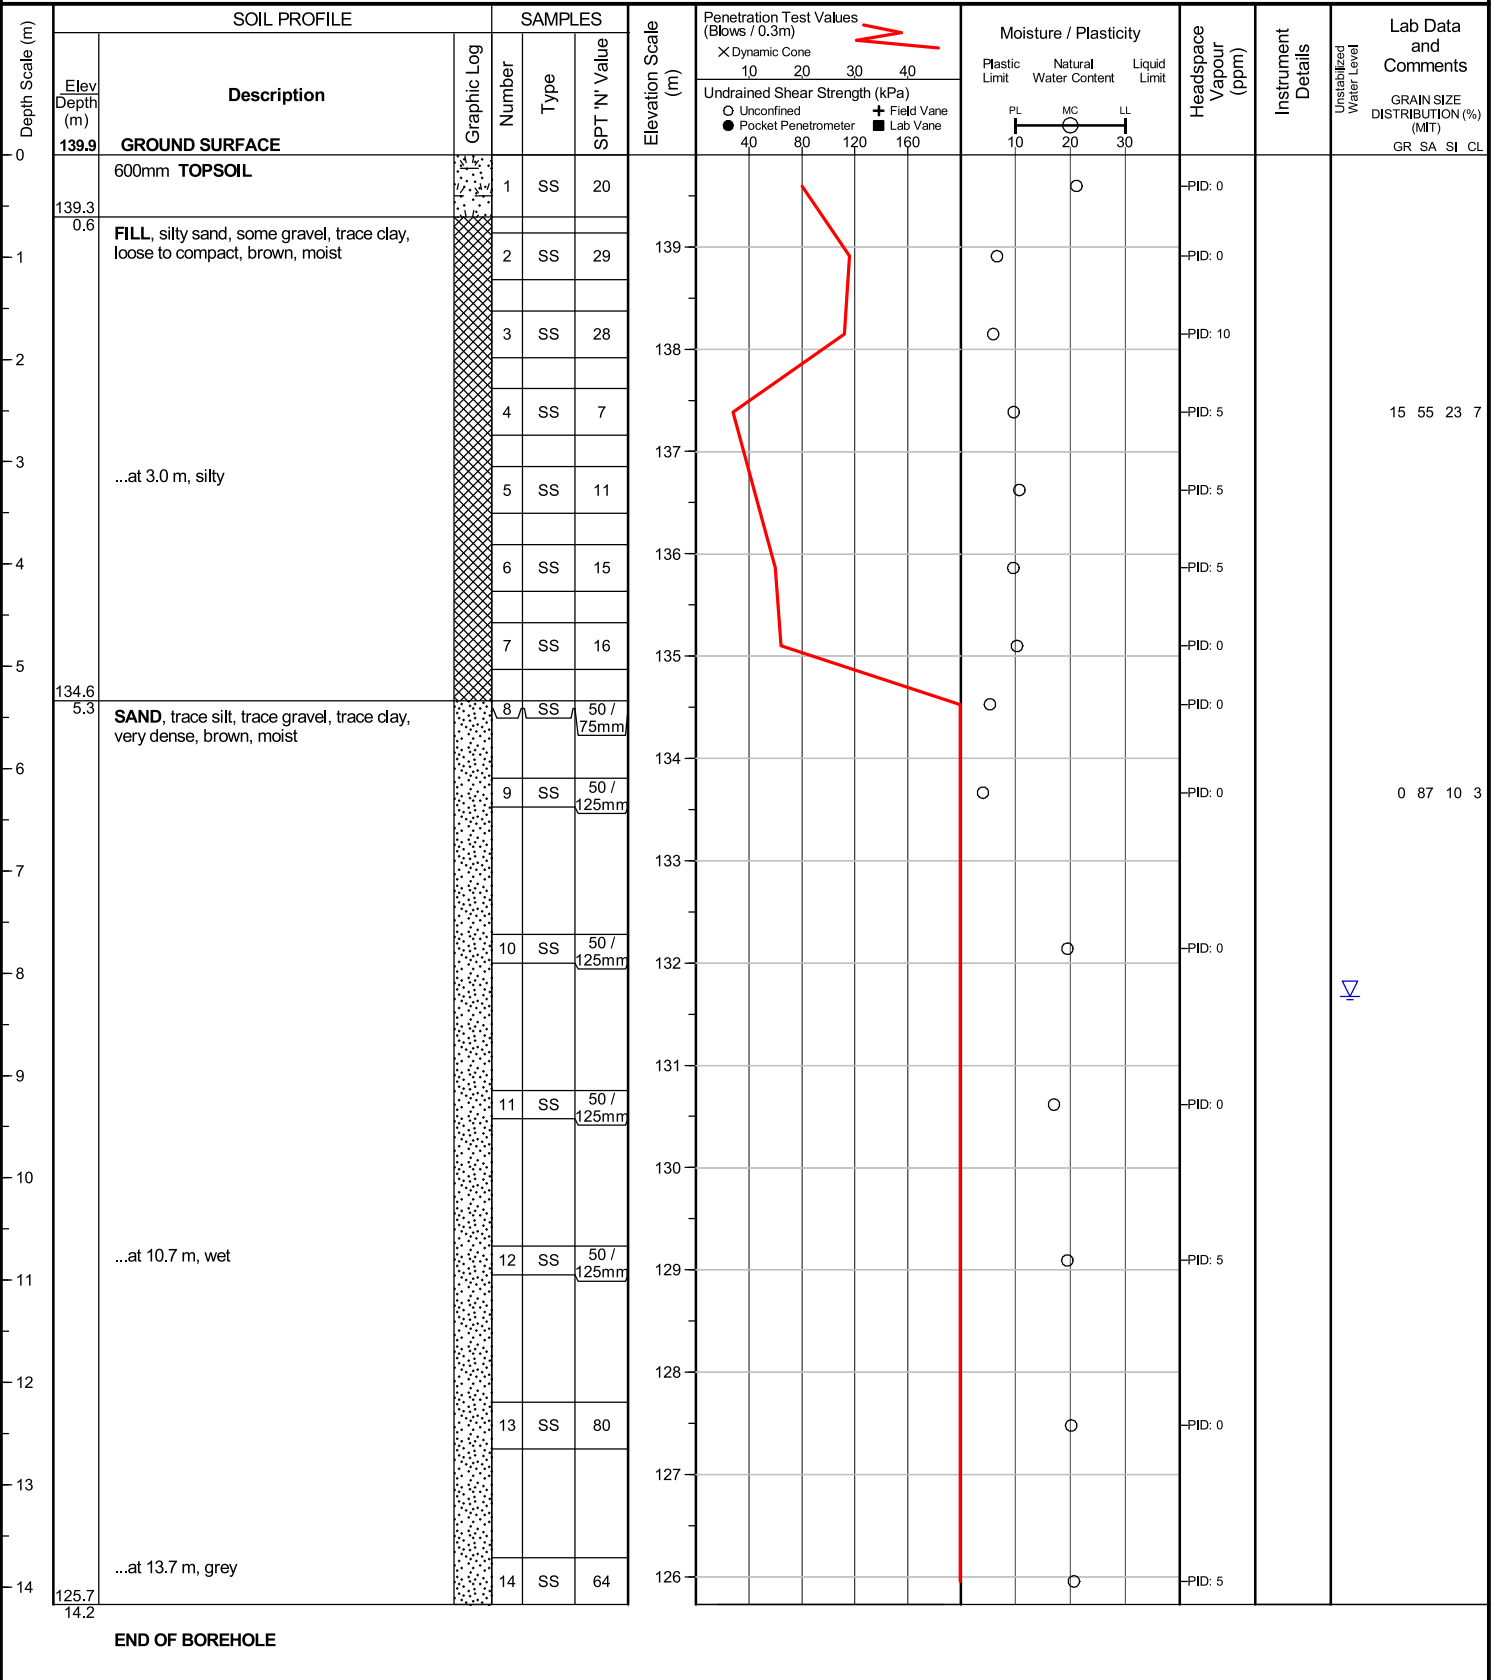 SOIL PROFILE
SAMPLES
Depth Scale (m)
Elev
Depth
(m)
Description
Graphic Log
Number
Type
SPT 'N' Value
Elevation Scale
(m)
Penetration Test Values
(Blows / 0.3m)
× Dynamic Cone
10 20 30 40
Undrained Shear Strength (kPa)
Unconfined
Field Vane
Pocket Penetrometer
Lab Vane
40 80 120 160
Moisture / Plasticity
Plastic Natural Liquid
Limit Water Content Limit
PL MC LL
10 20 30
Headspace
Vapour
(ppm)
Instrument
Details
Unstabilized
Water Level
Lab Data
and
Comments
GRAIN SIZE
DISTRIBUTION (%)
(MIT)
GR SA SI CL
0
139.9 GROUND SURFACE
600mm TOPSOIL
1 SS 20
PID: 0
139.3
0.6
FILL, silty sand, some gravel, trace clay,
loose to compact, brown, moist
139
1
2 SS 29
PID: 0
3 SS 28
PID: 10
138
2
4 SS 7
PID: 5
15 55 23 7
137
3
...at 3.0 m, silty
5 SS 11
PID: 5
136
4
6 SS 15
PID: 5
7 SS 16
PID: 0
135
5
134.6
5.3
SAND, trace silt, trace gravel, trace clay,
very dense, brown, moist
8 SS 50 /
75mm
PID: 0
134
6
9 SS 50 /
125mm
PID: 0
0 87 10 3
133
7
10 SS 50 /
125mm
PID: 0
132
8
131
9
11 SS 50 /
125mm
PID: 0
130
10
...at 10.7 m, wet
12 SS 50 /
125mm
PID: 5
129
11
128
12
13 SS 80
PID: 0
127
13
...at 13.7 m, grey
126
14
14 SS 64
PID: 5
125.7
14.2
END OF BOREHOLE